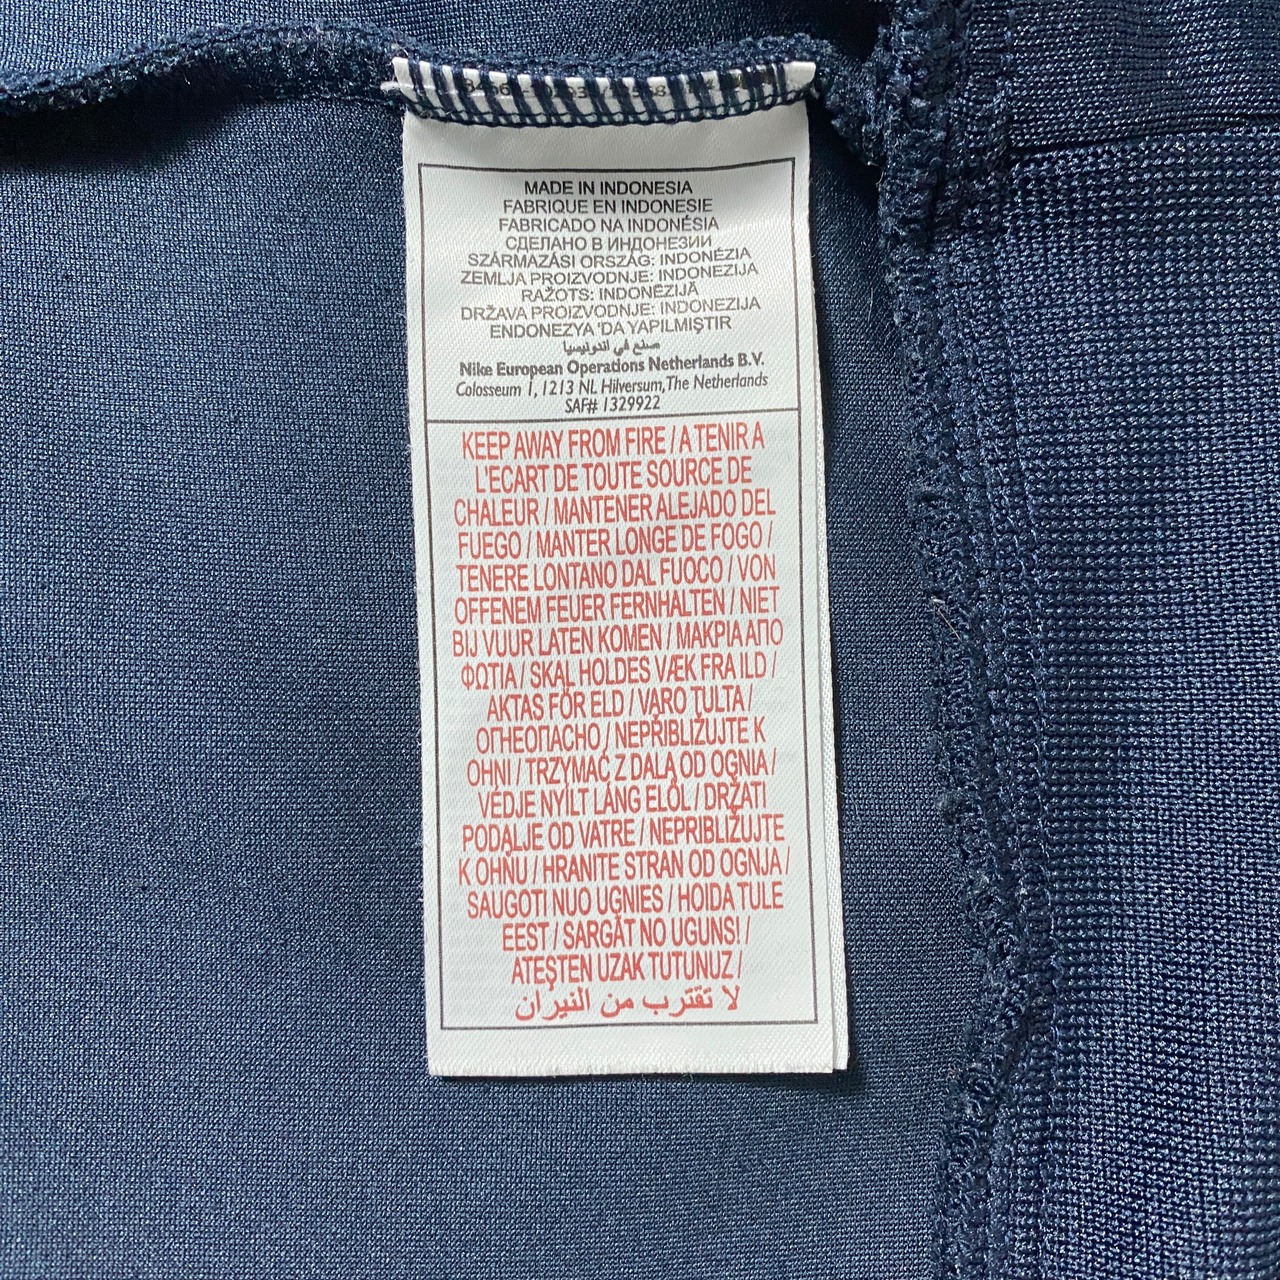 MADE IN INDONESIA
FABRIQUE EN INDONESIE
FABRICADO NA INDONÉSIA
СДЕЛАНО В ИНДОНЕЗИИ
SZÁRMAZÁSI ORSZÁG: INDONÉZIA
ZEMLJA PROIZVODNJE: INDONEZIJA
RAŽOTS: INDONĒZIJĀ
DRŽAVA PROIZVODNJE: INDONEZIJA
ENDONEZYA 'DA YAPILMIŞTIR
صنع في اندونيسيا
Nike European Operations Netherlands B.V.
Colosseum 1, 1213 NL Hilversum, The Netherlands
SAF# 1329922
KEEP AWAY FROM FIRE / A TENIR A
L'ECART DE TOUTE SOURCE DE
CHALEUR / MANTENER ALEJADO DEL
FUEGO / MANTER LONGE DE FOGO /
TENERE LONTANO DAL FUOCO / VON
OFFENEM FEUER FERNHALTEN / NIET
BIJ VUUR LATEN KOMEN / ΜΑΚΡΙΑ ΑΠΟ
ΦΩΤΙΑ / SKAL HOLDES VÆK FRA ILD /
AKTAS FÖR ELD / VARO TULTA /
ОГНЕОПАСНО / NEPŘIBLIŽUJTE K
OHNI / TRZYMAĆ Z DALA OD OGNIA /
VÉDJE NYÍLT LÁNG ELŐL / DRŽATI
PODALJE OD VATRE / NEPRIBLIŽUJTE
K OHŇU / HRANITE STRAN OD OGNJA /
SAUGOTI NUO UGNIES / HOIDA TULE
EEST / SARGĀT NO UGUNS! /
ATEŞTEN UZAK TUTUNUZ /
لا تقترب من النيران